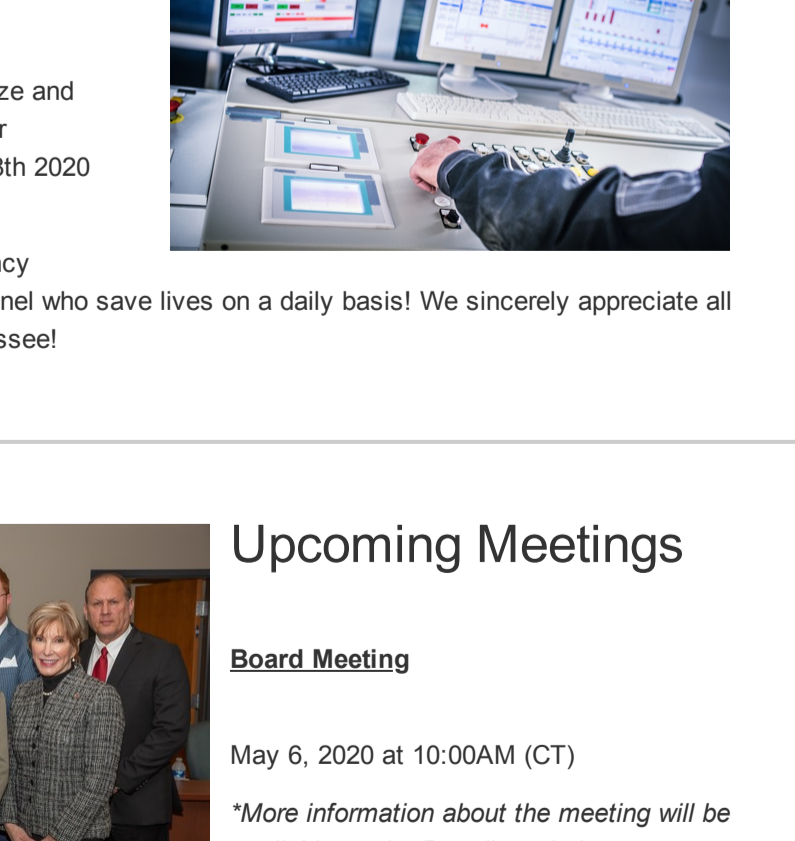 ze and
r
8th 2020
ncy
nel who save lives on a daily basis! We sincerely appreciate all
ssee!
Upcoming Meetings
Board Meeting
May 6, 2020 at 10:00AM (CT)
*More information about the meeting will be